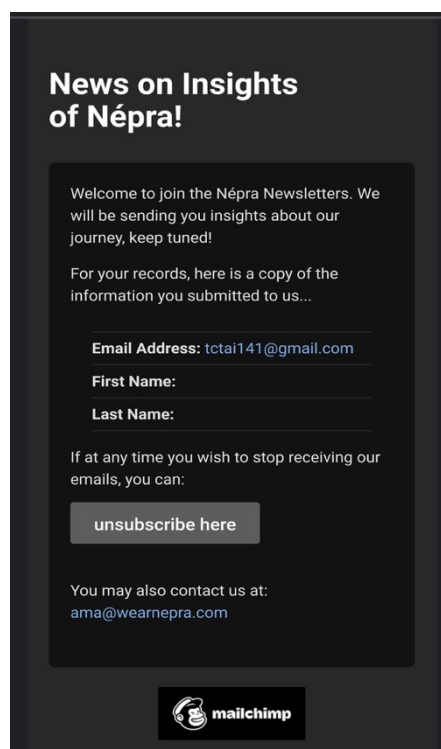 News on Insights
of Népra!
Welcome to join the Népra Newsletters. We
will be sending you insights about our
journey, keep tuned!
For your records, here is a copy of the
information you submitted to us...
Email Address: tctai141@gmail.com
First Name:
Last Name:
If at any time you wish to stop receiving our
emails, you can:
unsubscribe here
You may also contact us at:
ama@wearnepra.com
mailchimp